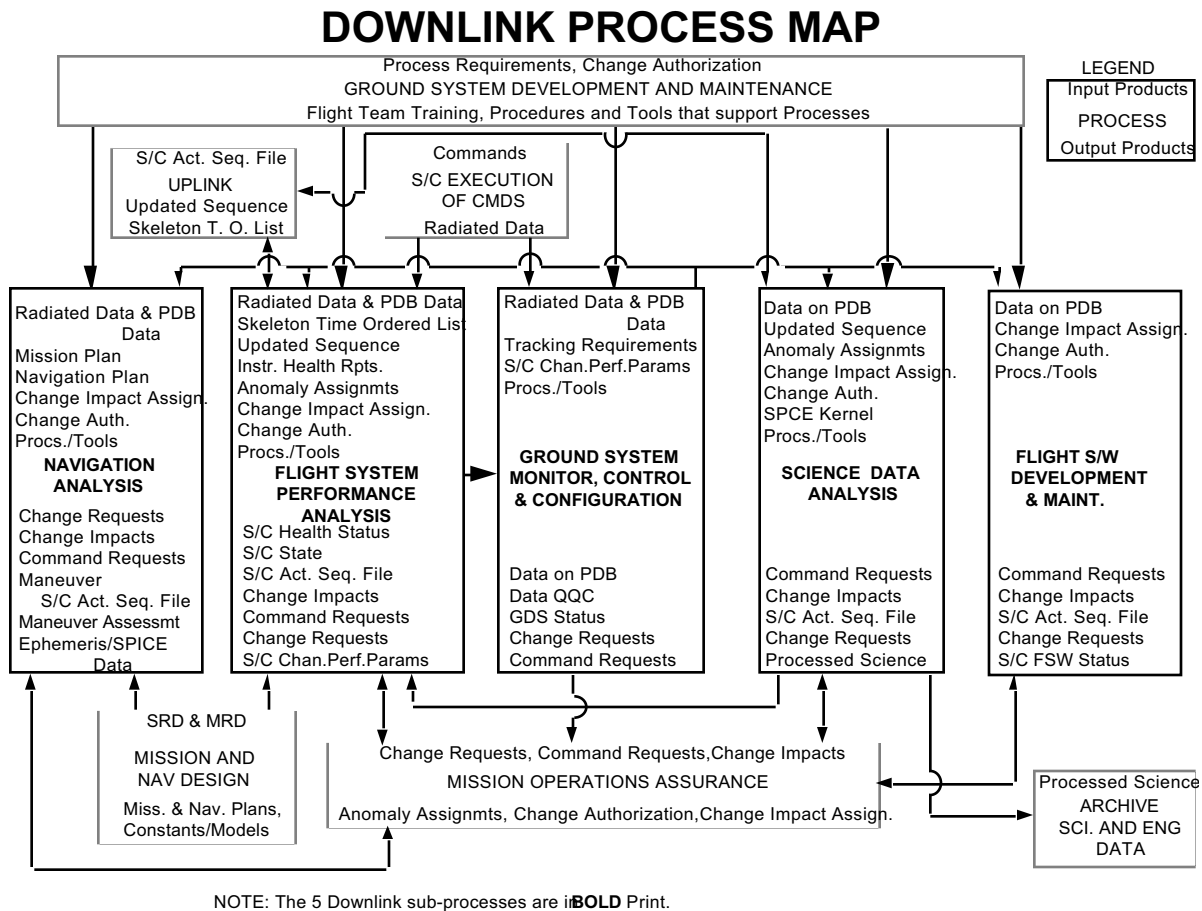 DOWNLINK PROCESS MAP
Process Requirements, Change Authorization
GROUND SYSTEM DEVELOPMENT AND MAINTENANCE
Flight Team Training, Procedures and Tools that support Processes
LEGEND
Input Products
PROCESS
Output Products
S/C Act. Seq. File
UPLINK
Updated Sequence
Skeleton T. O. List
Commands
S/C EXECUTION
OF CMDS
Radiated Data
Radiated Data & PDB
Data
Mission Plan
Navigation Plan
Change Impact Assign.
Change Auth.
Procs./Tools
NAVIGATION
ANALYSIS
Change Requests
Change Impacts
Command Requests
Maneuver
S/C Act. Seq. File
Maneuver Assessmt
Ephemeris/SPICE
Data
Radiated Data & PDB Data
Skeleton Time Ordered List
Updated Sequence
Instr. Health Rpts.
Anomaly Assignmts
Change Impact Assign.
Change Auth.
Procs./Tools
FLIGHT SYSTEM
PERFORMANCE
ANALYSIS
S/C Health Status
S/C State
S/C Act. Seq. File
Change Impacts
Command Requests
Change Requests
S/C Chan.Perf.Params
Radiated Data & PDB
Data
Tracking Requirements
S/C Chan.Perf.Params
Procs./Tools
GROUND SYSTEM
MONITOR, CONTROL
& CONFIGURATION
Data on PDB
Data QQC
GDS Status
Change Requests
Command Requests
Data on PDB
Updated Sequence
Anomaly Assignmts
Change Impact Assign.
Change Auth.
SPCE Kernel
Procs./Tools
SCIENCE DATA
ANALYSIS
Command Requests
Change Impacts
S/C Act. Seq. File
Change Requests
Processed Science
Data on PDB
Change Impact Assign.
Change Auth.
Procs./Tools
FLIGHT S/W
DEVELOPMENT
& MAINT.
Command Requests
Change Impacts
S/C Act. Seq. File
Change Requests
S/C FSW Status
SRD & MRD
MISSION AND
NAV DESIGN
Miss. & Nav. Plans,
Constants/Models
Change Requests, Command Requests,Change Impacts
MISSION OPERATIONS ASSURANCE
Anomaly Assignmts, Change Authorization,Change Impact Assign.
Processed Science
ARCHIVE
SCI. AND ENG
DATA
NOTE: The 5 Downlink sub-processes are in BOLD Print.